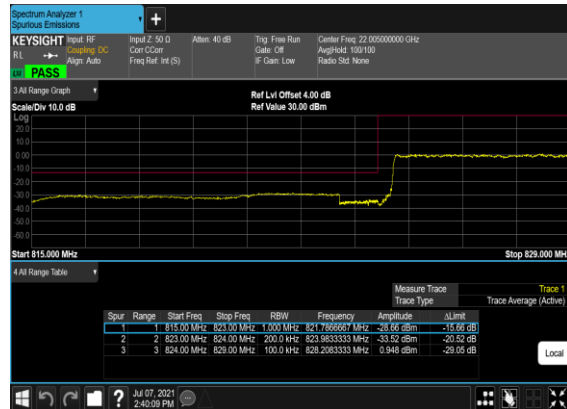 Spectrum Analyzer 1
Spurious Emissions
+
KEYSIGHT Input: RF Input Z: 50 Ω Atten: 40 dB Trig: Free Run Center Freq: 22.005000000 GHz
RL Coupling: DC Corr CCorr Gate: Off Avg|Hold: 100/100
Align: Auto Freq Ref: Int (S) IF Gain: Low Radio Std: None
PASS
3 All Range Graph
Ref Lvl Offset 4.00 dB
Scale/Div 10.0 dB Ref Value 30.00 dBm
Log
20.0
10.0
0.00
-10.0
-20.0
-30.0
-40.0
-50.0
-60.0
Start 815.000 MHz Stop 829.000 MH
4 All Range Table
Measure Trace Trace 1
Trace Type Trace Average (Active)
Spur Range Start Freq Stop Freq RBW Frequency Amplitude ΔLimit
1 1 815.00 MHz 823.00 MHz 1.000 MHz 821.7866667 MHz -28.66 dBm -15.66 dB
2 2 823.00 MHz 824.00 MHz 200.0 kHz 823.9833333 MHz -33.52 dBm -20.52 dB
3 3 824.00 MHz 829.00 MHz 100.0 kHz 828.2083333 MHz 0.948 dBm -29.05 dB
Local
?
Jul 07, 2021
2:40:09 PM